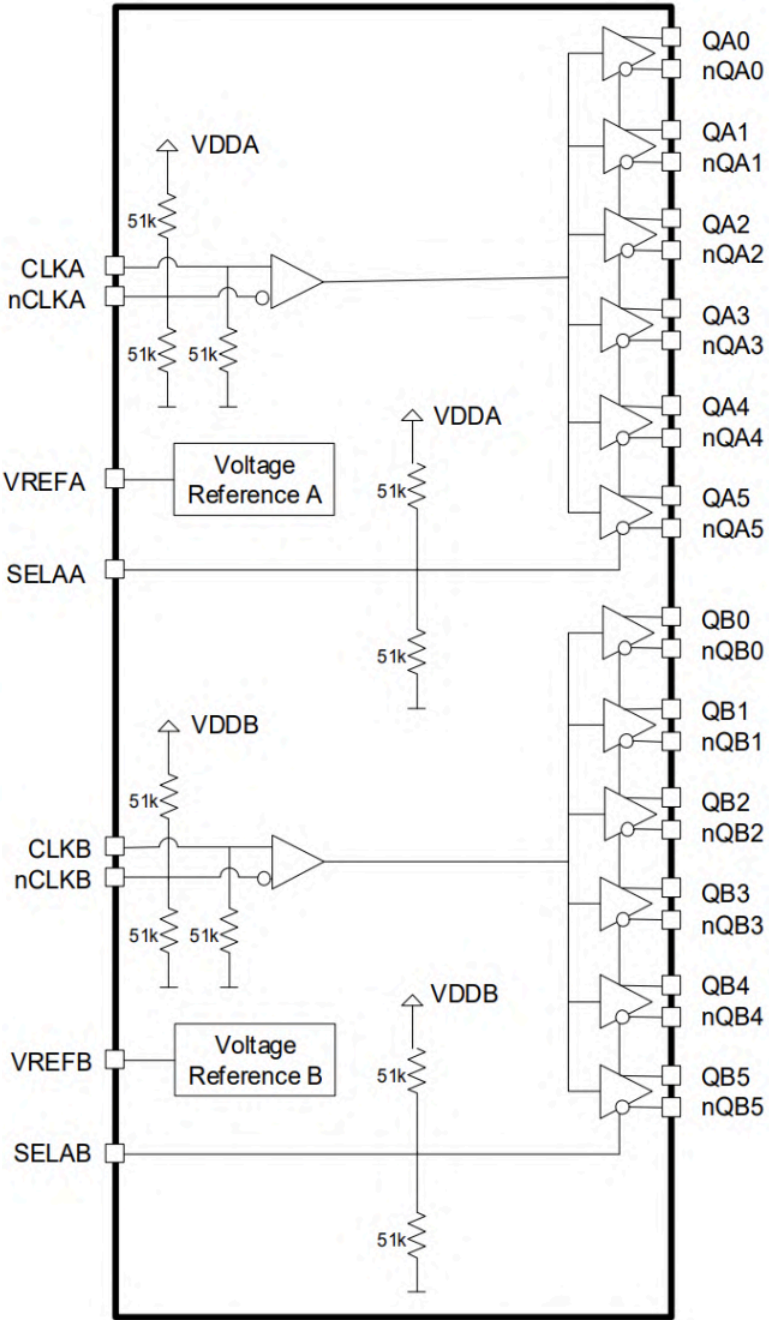 QA0
nQA0
QA1
nQA1
VDDA
51k
QA2
nQA2
CLKA
nCLKA
QA3
nQA3
51k
51k
QA4
nQA4
VDDA
VREFA
Voltage
Reference A
51k
QA5
nQA5
SELAA
QB0
nQB0
51k
QB1
nQB1
VDDB
51k
QB2
nQB2
CLKB
nCLKB
QB3
nQB3
51k
51k
QB4
nQB4
VDDB
VREFB
Voltage
Reference B
51k
QB5
nQB5
SELAB
51k